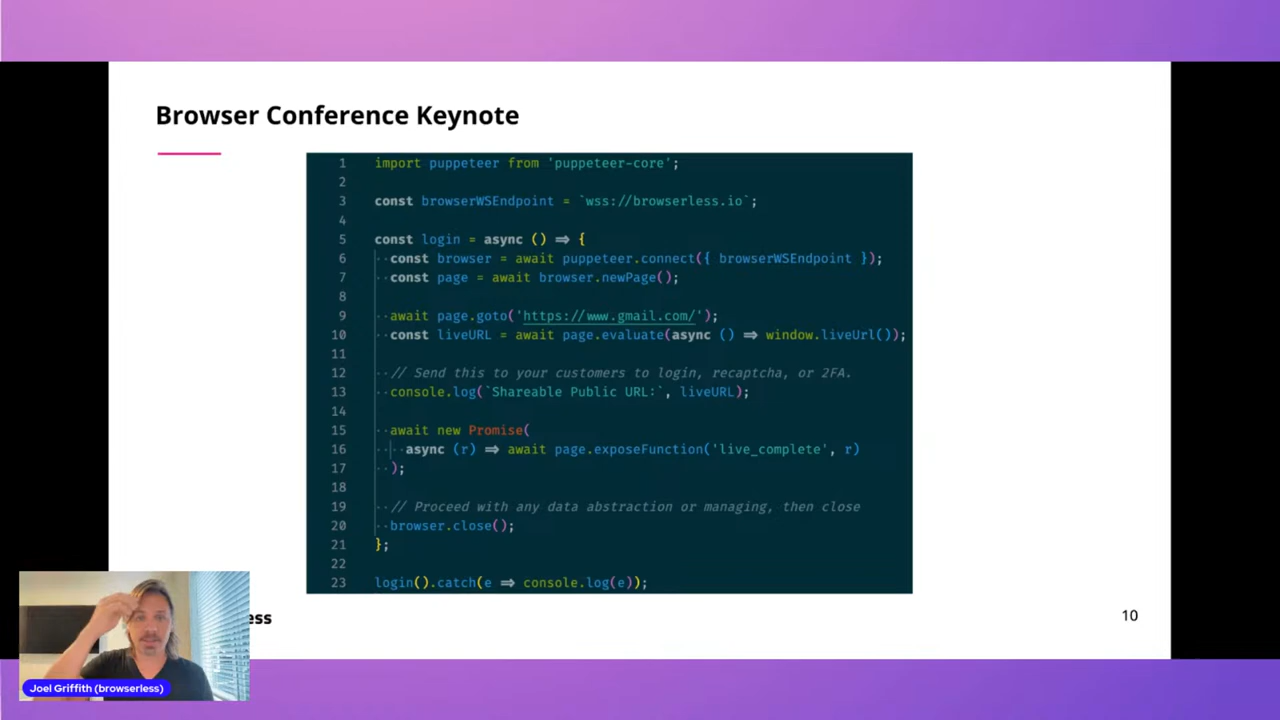 Browser Conference Keynote
1 import puppeteer from 'puppeteer-core';
2
3 const browserWSEndpoint = `wss://browserless.io`;
4
5 const login = async () => {
6 const browser = await puppeteer.connect({ browserWSEndpoint });
7 const page = await browser.newPage();
8
9 await page.goto('https://www.gmail.com/');
10 const liveURL = await page.evaluate(async () => window.liveUrl());
11
12 // Send this to your customers to login, recaptcha, or 2FA.
13 console.log(`Shareable Public URL:`, liveURL);
14
15 await new Promise(
16 async (r) => await page.exposeFunction('live_complete', r)
17 );
18
19 // Proceed with any data abstraction or managing, then close
20 browser.close();
21 };
22
23 login().catch(e => console.log(e));
ess
10
Joel Griffith (browserless)